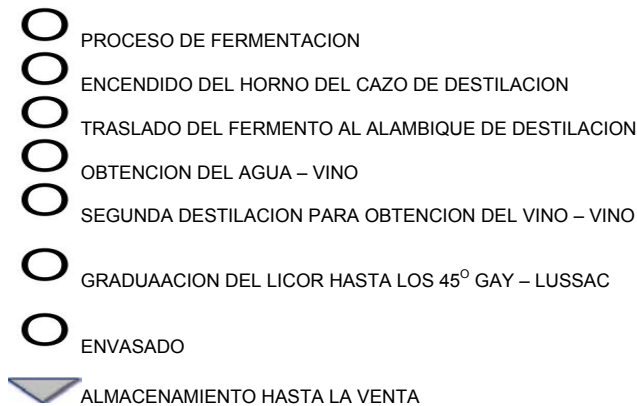 PROCESO DE FERMENTACION
ENCENDIDO DEL HORNO DEL CAZO DE DESTILACION
TRASLADO DEL FERMENTO AL ALAMBIQUE DE DESTILACION
OBTENCION DEL AGUA – VINO
SEGUNDA DESTILACION PARA OBTENCION DEL VINO – VINO
GRADUAACION DEL LICOR HASTA LOS 45° GAY – LUSSAC
ENVASADO
ALMACENAMIENTO HASTA LA VENTA